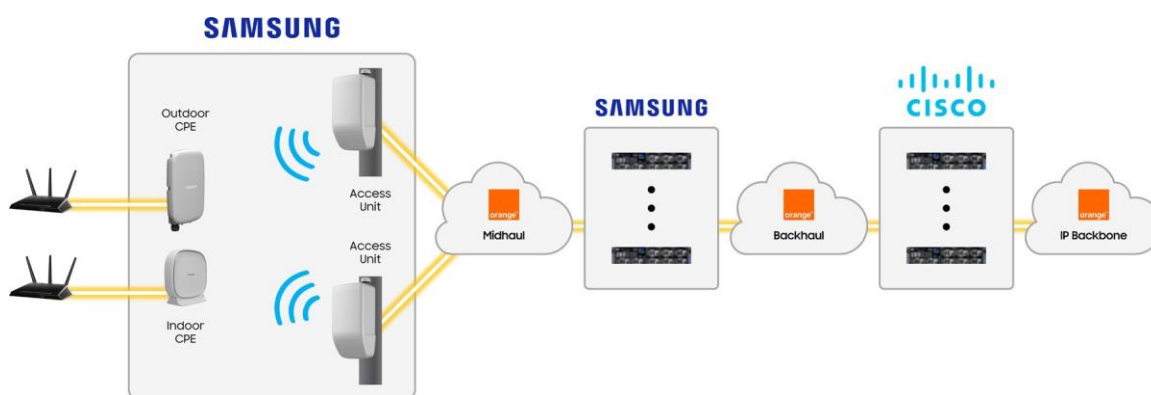 SAMSUNG
Outdoor
CPE
Access
Unit
Access
Unit
Indoor
CPE
orange
Midhaul
SAMSUNG
orange
Backhaul
CISCO
orange
IP Backbone